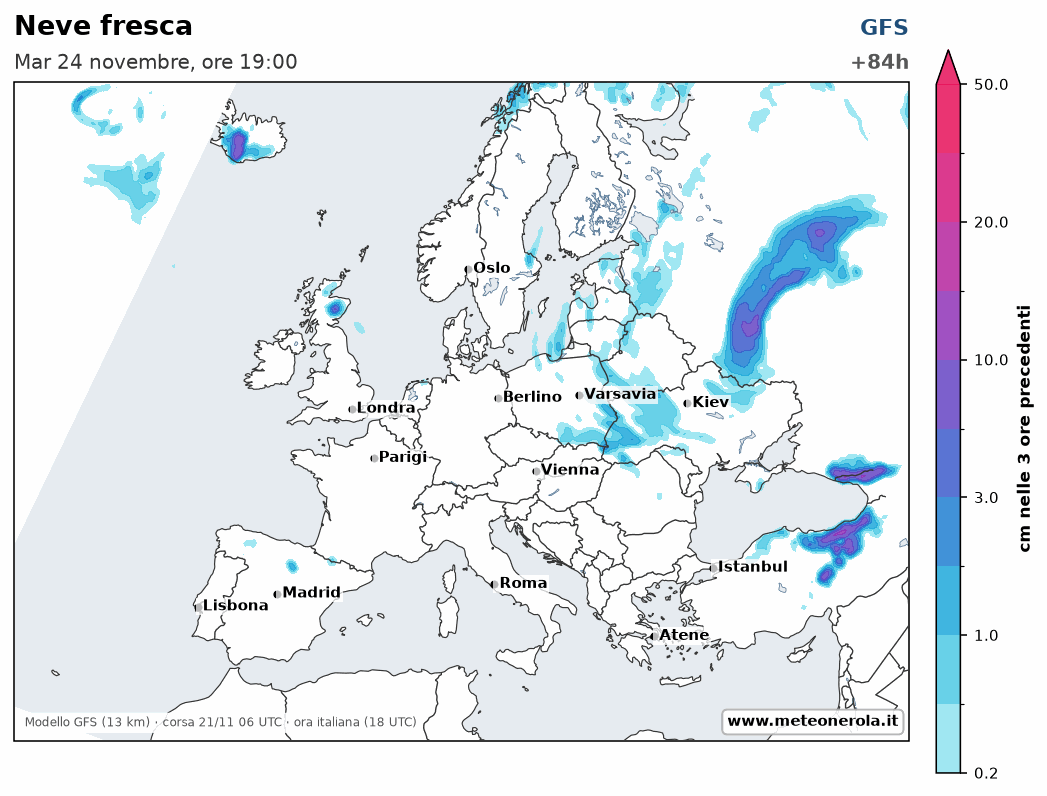 Neve fresca
GFS
Mar 24 novembre, ore 19:00
+84h
50.0
20.0
10.0
3.0
1.0
0.2
cm nelle 3 ore precedenti
Oslo
Berlino
Varsavia
Kiev
Londra
Parigi
Vienna
Istanbul
Roma
Madrid
Lisbona
Atene
Modello GFS (13 km) · corsa 21/11 06 UTC · ora italiana (18 UTC)
www.meteonerola.it